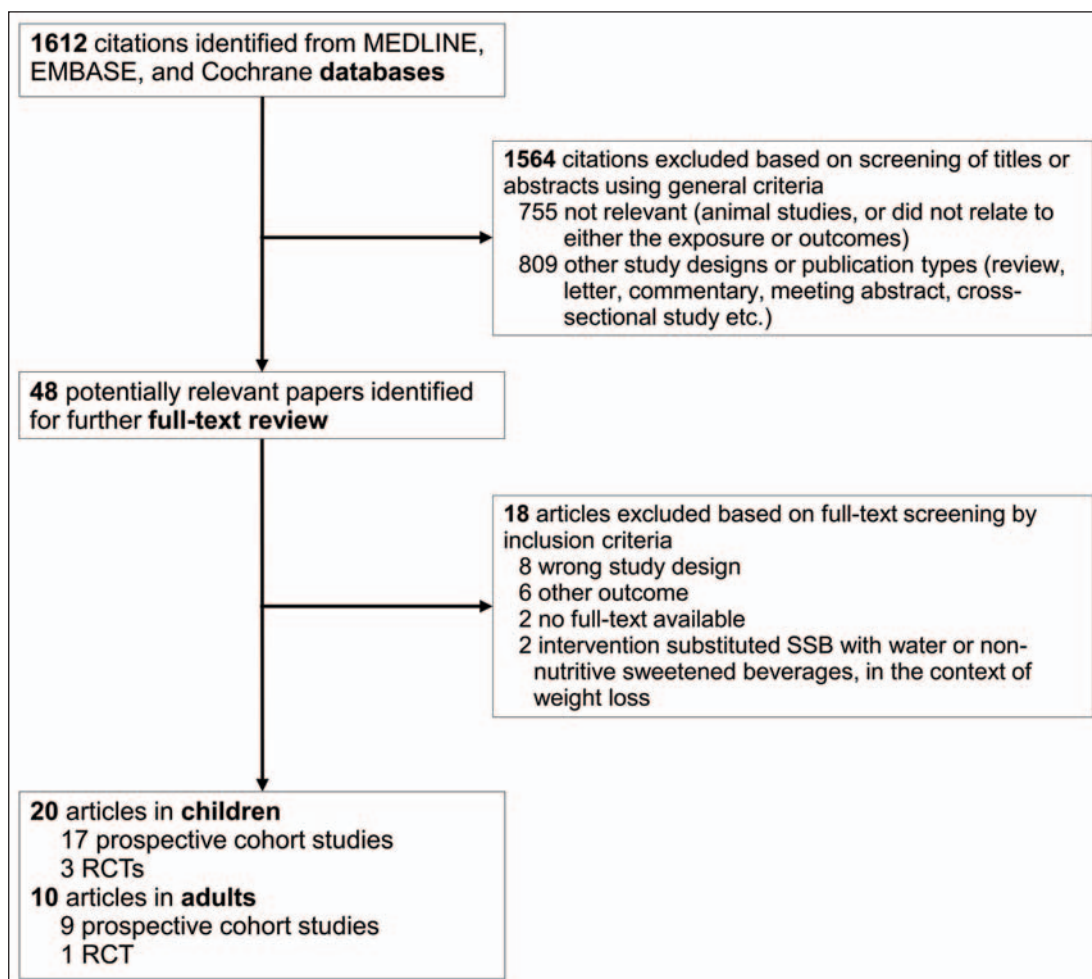 1612 citations identified from MEDLINE,
EMBASE, and Cochrane databases
1564 citations excluded based on screening of titles or
abstracts using general criteria
755 not relevant (animal studies, or did not relate to
either the exposure or outcomes)
809 other study designs or publication types (review,
letter, commentary, meeting abstract, cross-
sectional study etc.)
48 potentially relevant papers identified
for further full-text review
18 articles excluded based on full-text screening by
inclusion criteria
8 wrong study design
6 other outcome
2 no full-text available
2 intervention substituted SSB with water or non-
nutritive sweetened beverages, in the context of
weight loss
20 articles in children
17 prospective cohort studies
3 RCTs
10 articles in adults
9 prospective cohort studies
1 RCT